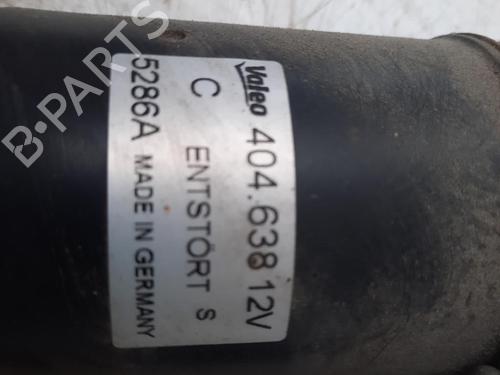 Valeo 404.638 12V
C ENTSTÖRT S
5286A MADE IN GERMANY
B-PARTS